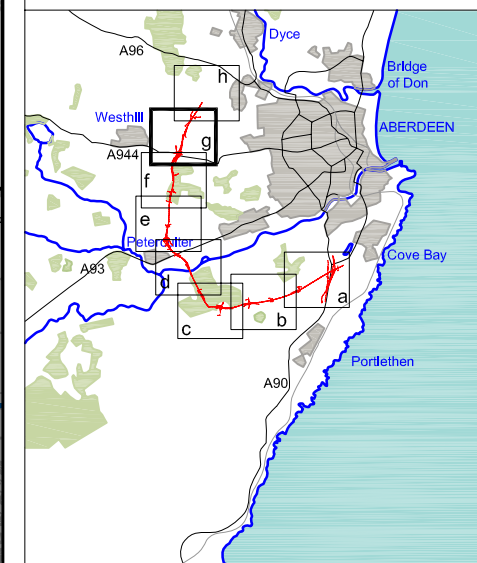 Dyce
A96
Bridge
of Don
h
Westhill
ABERDEEN
g
A944
f
e
Peterculter
Cove Bay
A93
d
a
c
b
Portlethen
A90